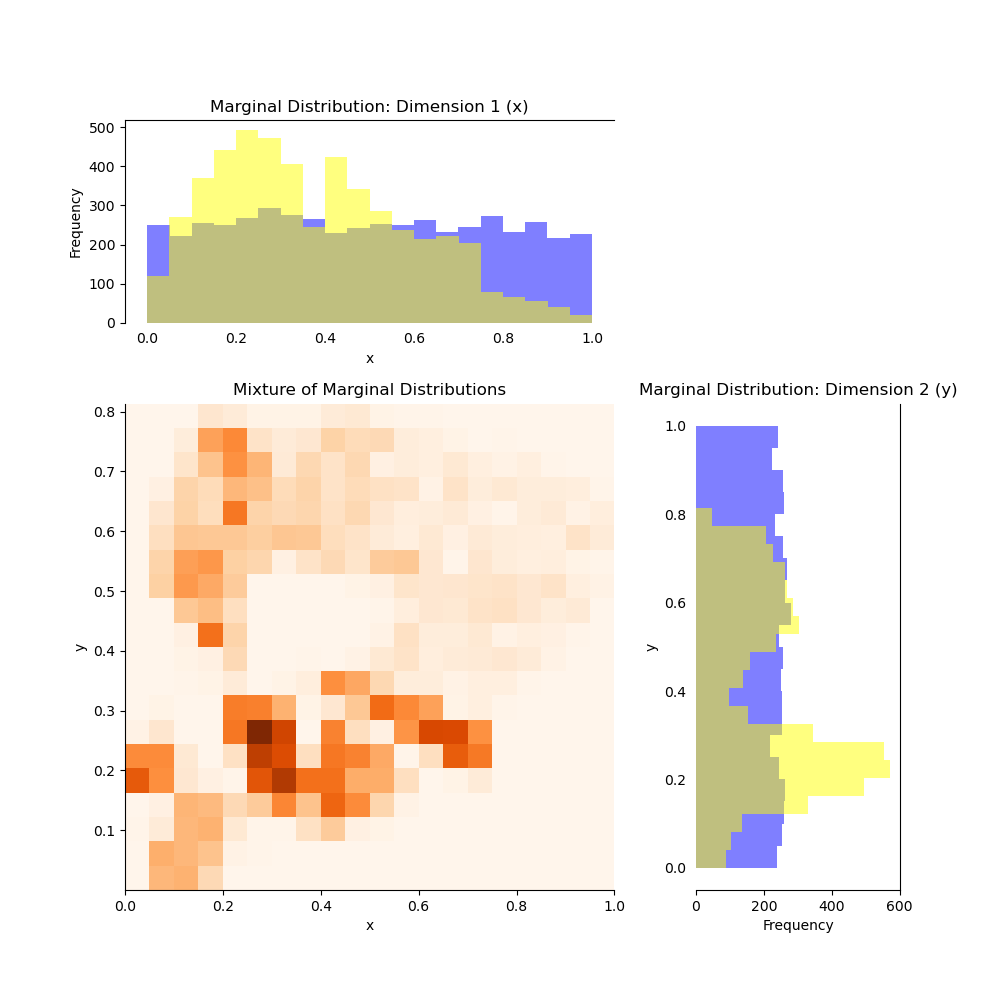 Marginal Distribution: Dimension 1 (x)
500
400
300
200
100
0
Frequency
0.0 0.2 0.4 0.6 0.8 1.0
x
Mixture of Marginal Distributions
0.8
0.7
0.6
0.5
0.4
0.3
0.2
0.1
y
0.0 0.2 0.4 0.6 0.8 1.0
x
Marginal Distribution: Dimension 2 (y)
1.0
0.8
0.6
0.4
0.2
0.0
y
0 200 400 600
Frequency